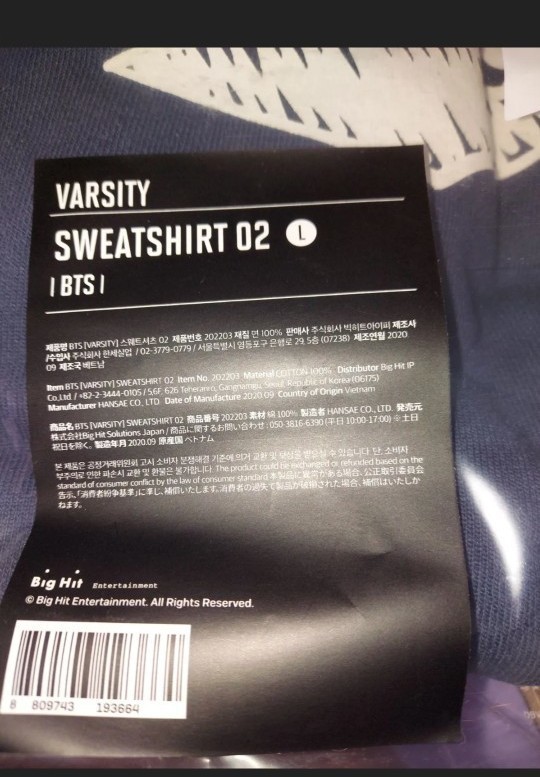 VARSITY
SWEATSHIRT 02 L
| BTS |
제품명 BTS [VARSITY] 스웨트셔츠 02 제품번호 202203 재질 면 100% 판매사 주식회사 빅히트아이피 제조사
/수입사 주식회사 한세실업 / 02-3779-0779 / 서울특별시 영등포구 은행로 29, 5층 (07238) 제조연월 2020.
09 제조국 베트남
Item BTS [VARSITY] SWEATSHIRT 02 Item No. 202203 Material COTTON 100% Distributor Big Hit IP
Co.,Ltd / +82-2-3444-0105 / 5,6F, 626 Teheranro, Gangnamgu, Seoul, Republic of Korea (06175)
Manufacturer HANSAE CO., LTD. Date of Manufacture 2020.09 Country of Origin Vietnam
商品名 BTS [VARSITY] SWEATSHIRT 02 商品番号 202203 素材 綿 100% 製造者 HANSAE CO., LTD. 発売元
株式会社Big Hit Solutions Japan / 商品に関するお問い合わせ : 050-3816-6390 (平日 10:00-17:00) ※土日
祝日を除く。 製造年月 2020.09 原産国 ベトナム
본 제품은 공정거래위원회 고시 소비자 분쟁해결 기준에 의거 교환 및 보상을 받으실 수 있습니다. 단, 소비자
부주의로 인한 파손시 교환 및 환불은 불가합니다. The product could be exchanged or refunded based on the
standard of consumer conflict by the law of consumer standard 本製品に異常がある場合、公正取引委員会
告示、「消費者紛争基準」に準じ、補償いたします。消費者の過失で製品が破損された場合、補償はいたしか
ねます。
Big Hit Entertainment
© Big Hit Entertainment. All Rights Reserved.
8 809743 193664